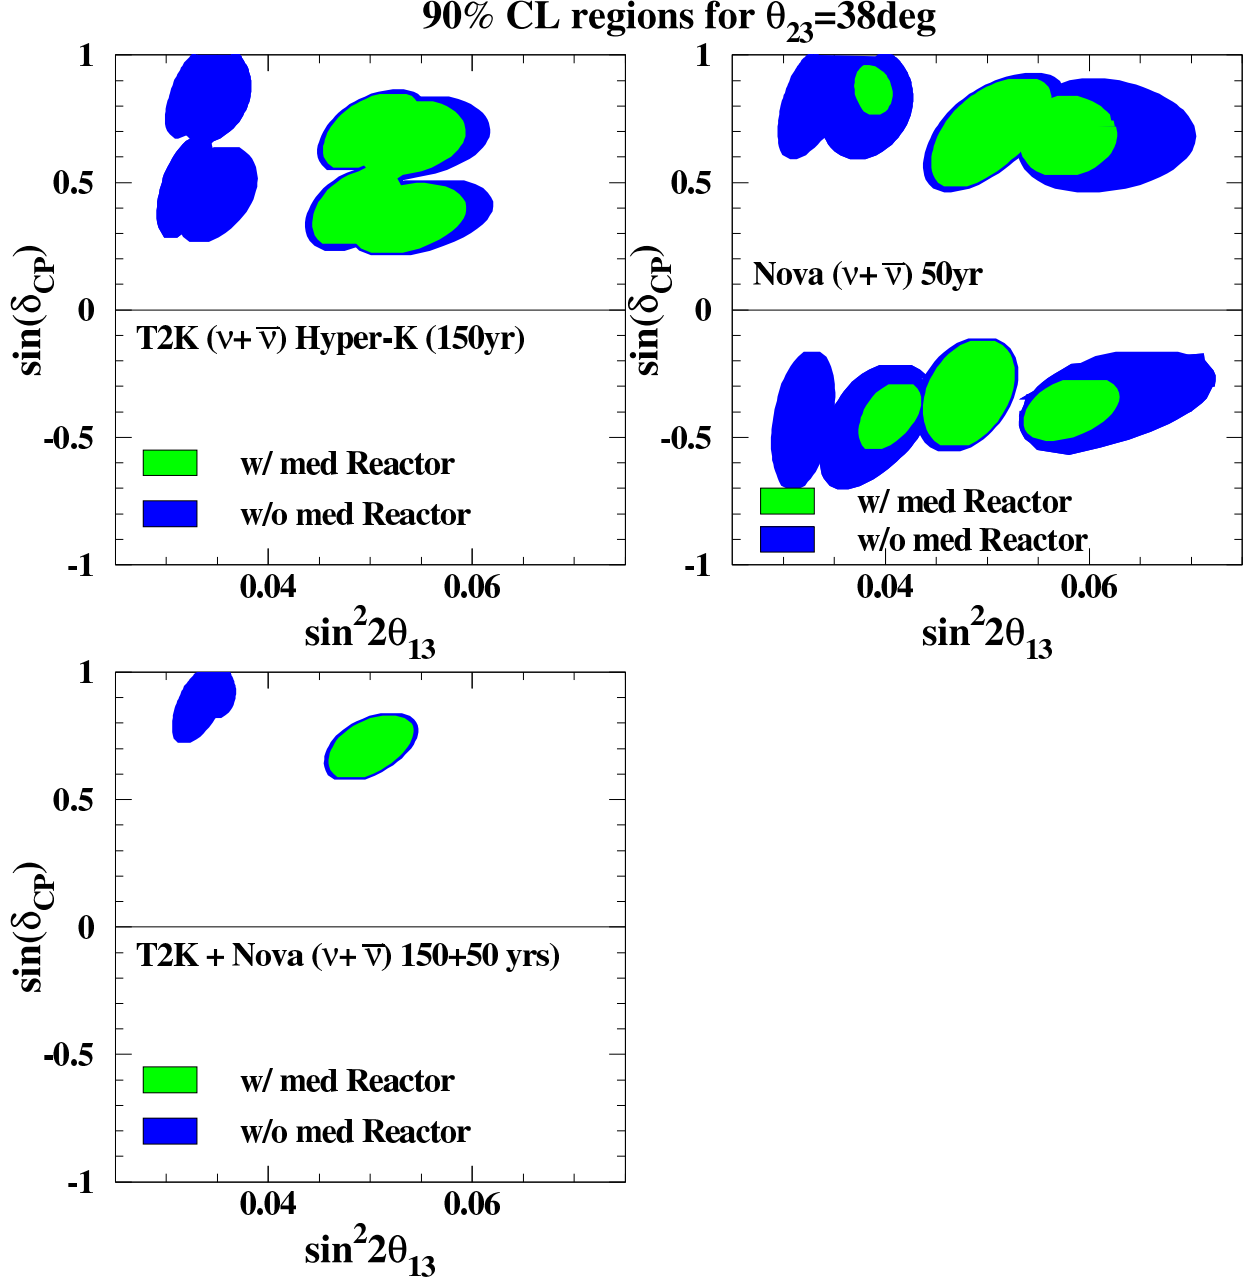 90% CL regions for θ23=38deg
1
0.5
0
-0.5
-1
sin(δCP)
T2K (ν+ ν̅) Hyper-K (150yr)
w/ med Reactor
w/o med Reactor
0.04 0.06
sin²2θ13
1
0.5
0
-0.5
-1
sin(δCP)
Nova (ν+ ν̅) 50yr
w/ med Reactor
w/o med Reactor
0.04 0.06
sin²2θ13
1
0.5
0
-0.5
-1
sin(δCP)
T2K + Nova (ν+ ν̅) 150+50 yrs)
w/ med Reactor
w/o med Reactor
0.04 0.06
sin²2θ13